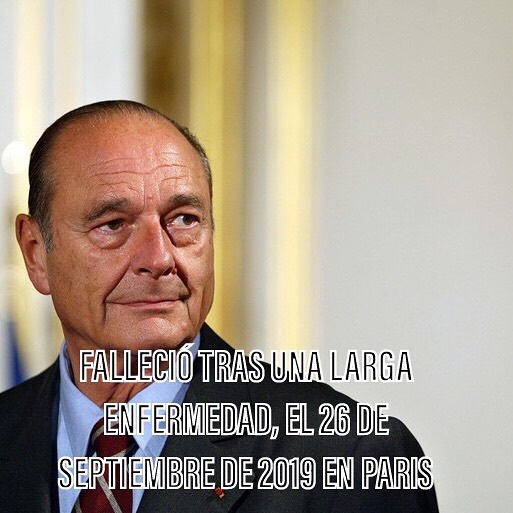 FALLECIÓ TRAS UNA LARGA
ENFERMEDAD, EL 26 DE
SEPTIEMBRE DE 2019 EN PARIS